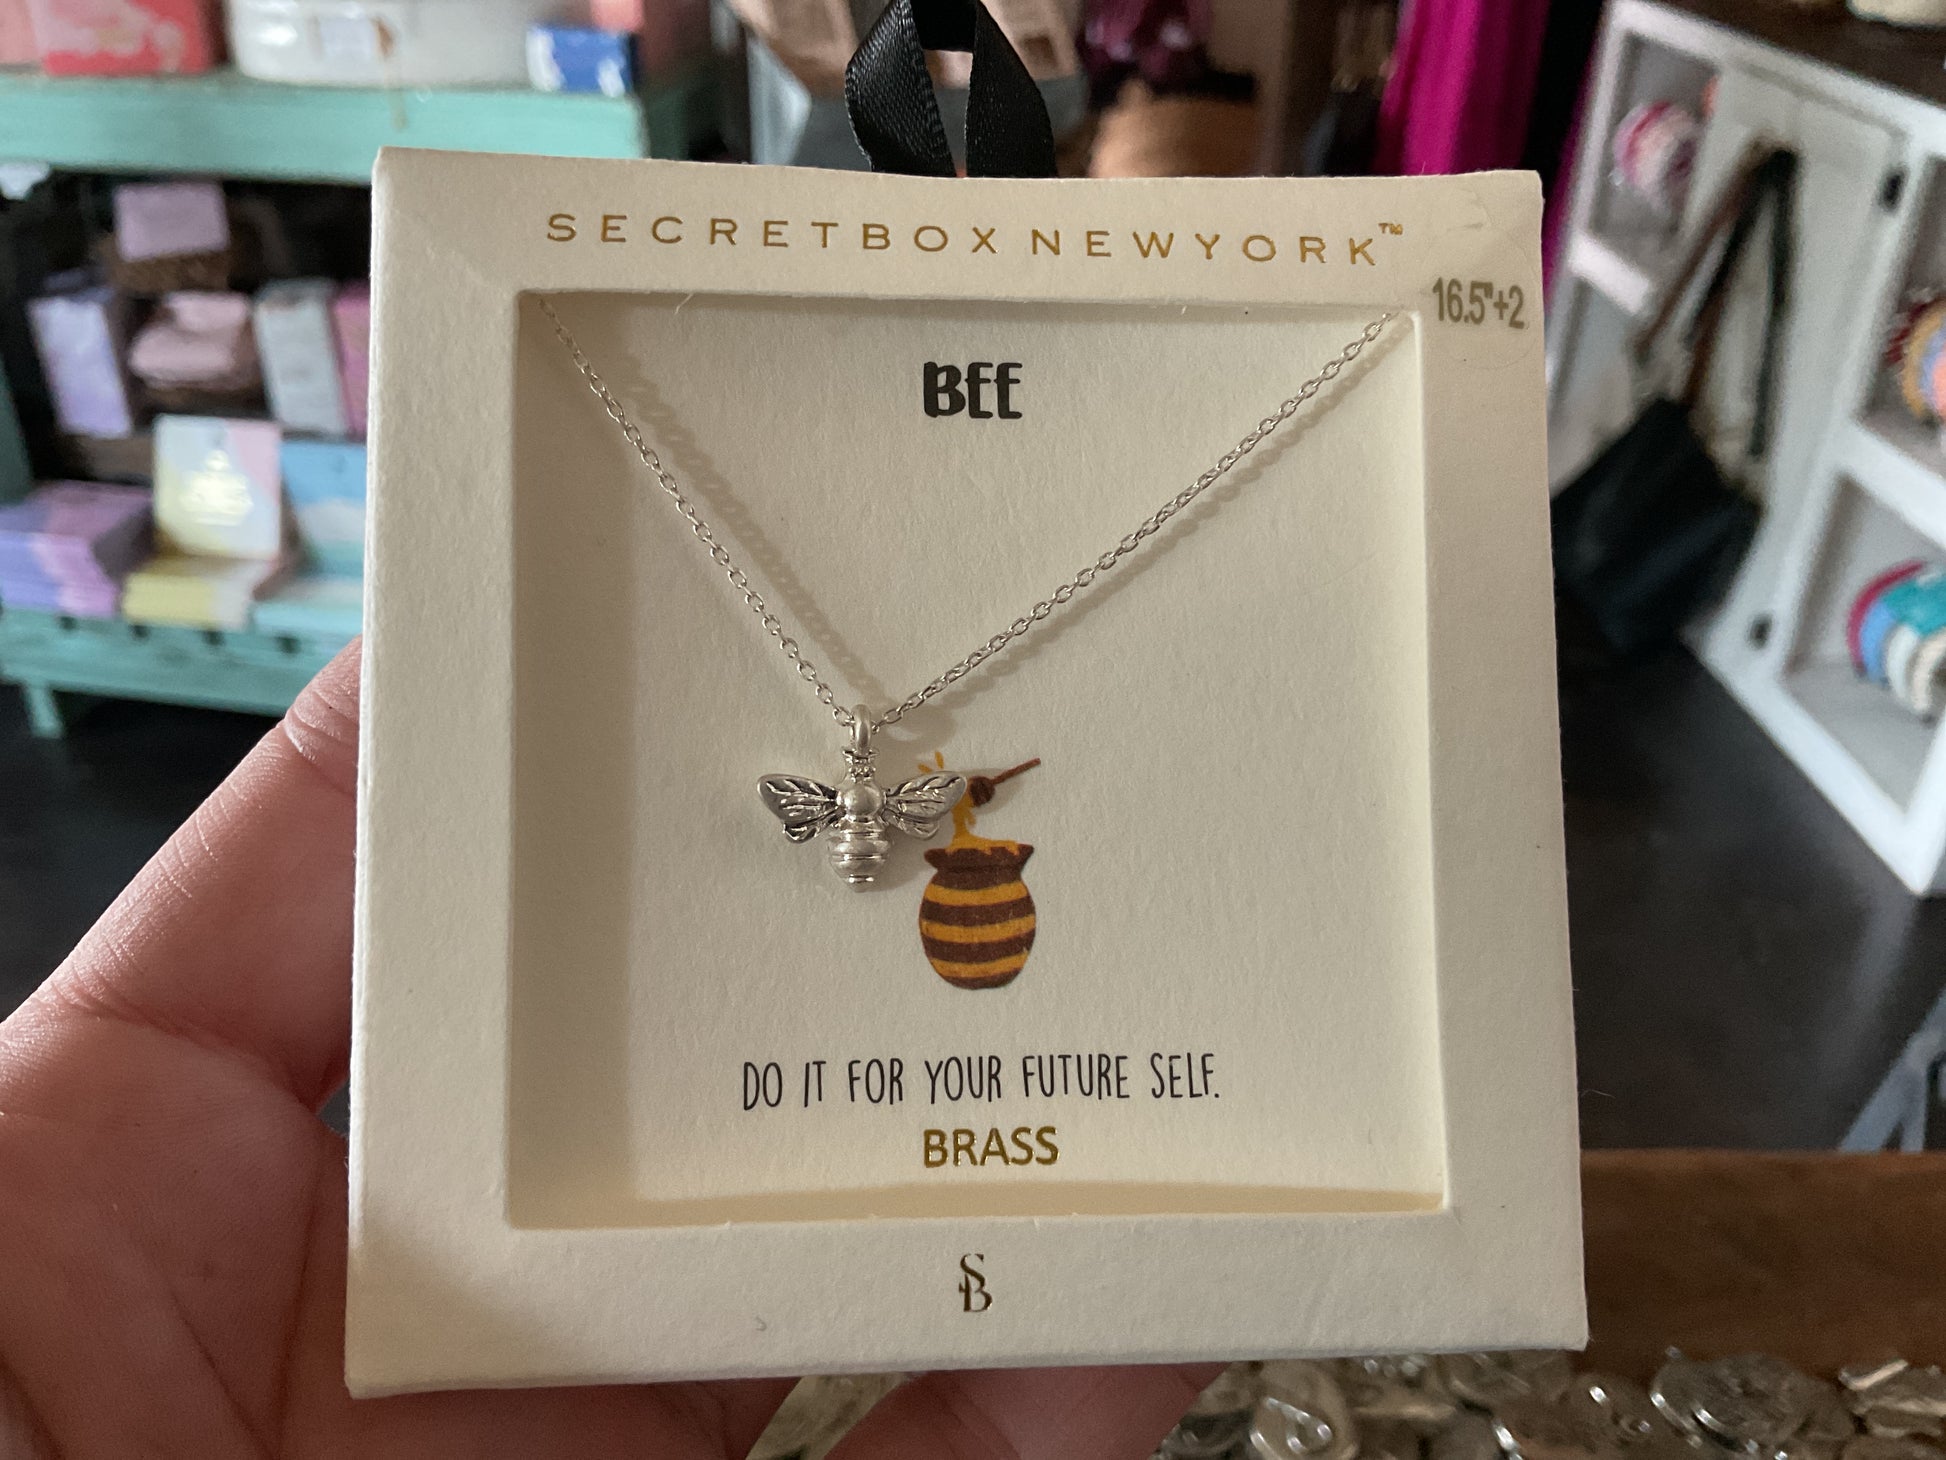 SECRETBOX NEWYORK™
16.5"+2
BEE
DO IT FOR YOUR FUTURE SELF.
BRASS
SB